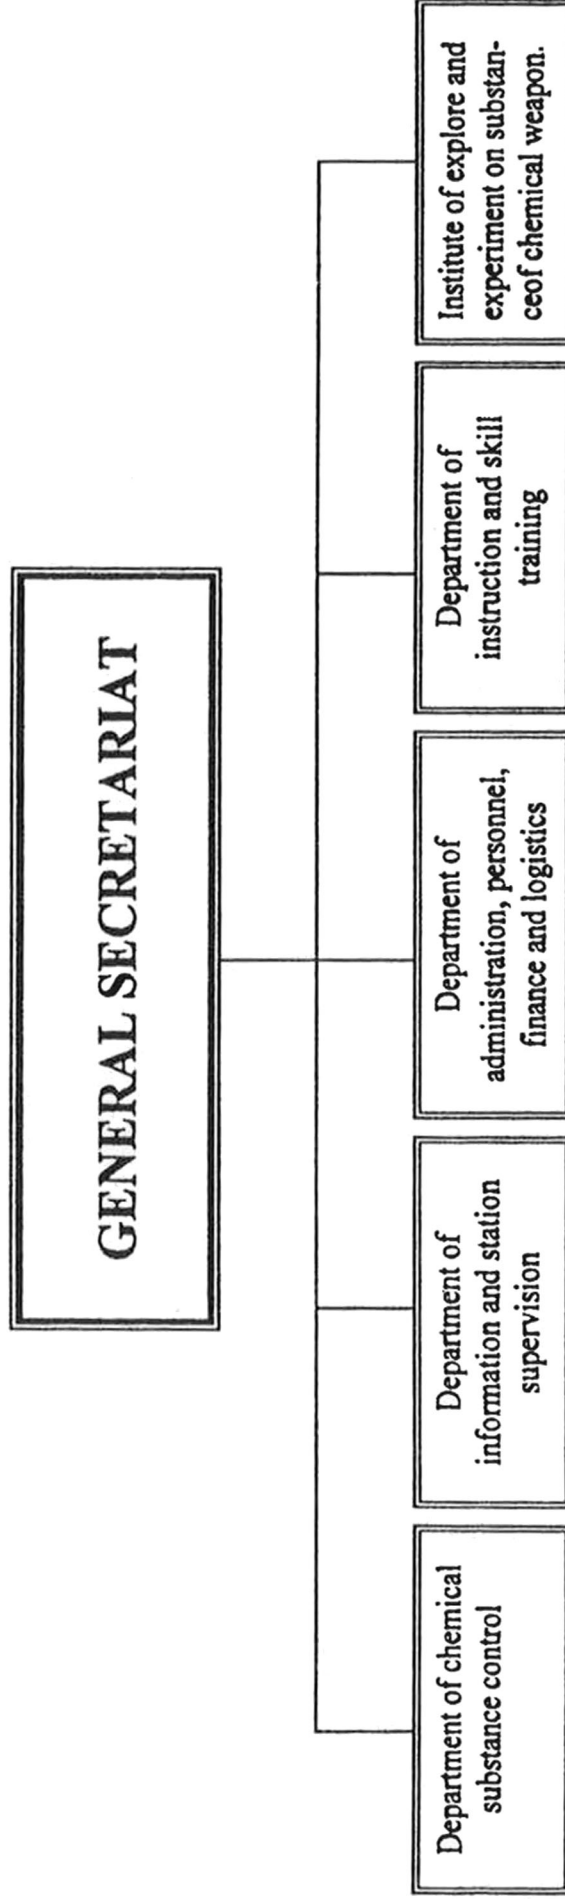 GENERAL SECRETARIAT
Department of chemical
substance control
Department of
information and station
supervision
Department of
administration, personnel,
finance and logistics
Department of
instruction and skill
training
Institute of explore and
experiment on substan-
ceof chemical weapon.